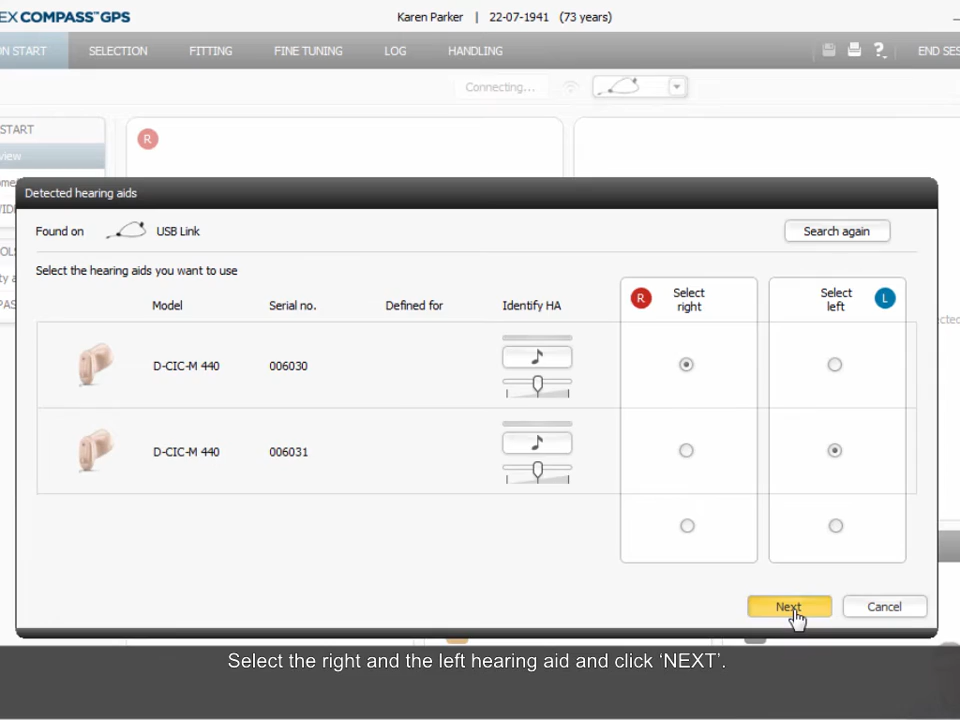 EX COMPASS™GPS
Karen Parker | 22-07-1941 (73 years)
N START SELECTION FITTING FINE TUNING LOG HANDLING ? END SES
Connecting...
START
view
R
Detected hearing aids
Found on USB Link Search again
Select the hearing aids you want to use
Model Serial no. Defined for Identify HA R Select right Select left L
D-CIC-M 440 006030
D-CIC-M 440 006031
Next Cancel
Select the right and the left hearing aid and click ‘NEXT’.